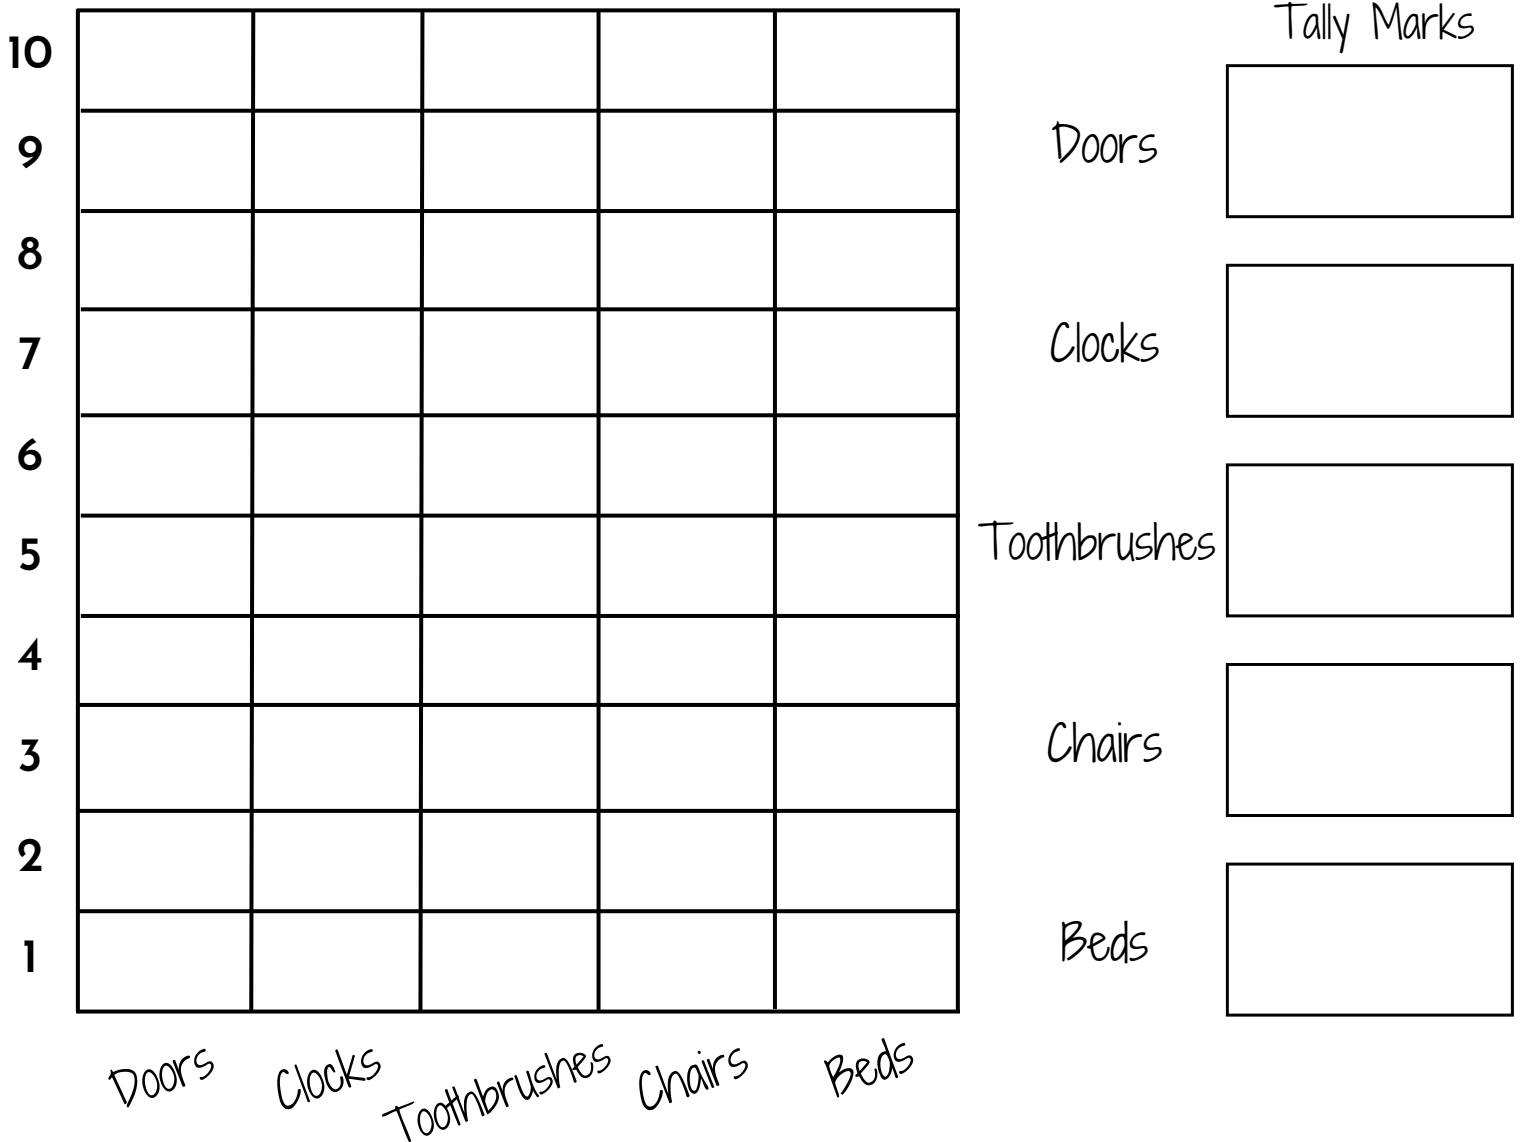 Tally Marks
10
9
8
7
6
5
4
3
2
1
Doors
Clocks
Toothbrushes
Chairs
Beds
Doors
Clocks
Toothbrushes
Chairs
Beds